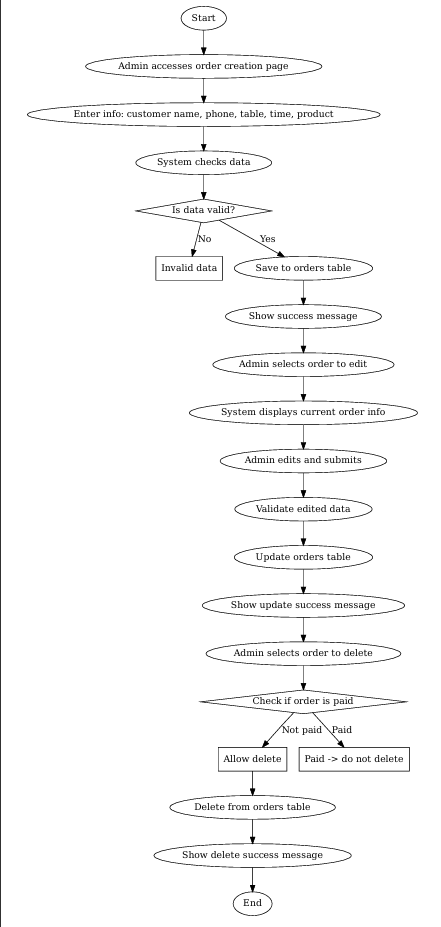 Start
Admin accesses order creation page
Enter info: customer name, phone, table, time, product
System checks data
Is data valid?
No
Yes
Invalid data
Save to orders table
Show success message
Admin selects order to edit
System displays current order info
Admin edits and submits
Validate edited data
Update orders table
Show update success message
Admin selects order to delete
Check if order is paid
Not paid
Paid
Allow delete
Paid -> do not delete
Delete from orders table
Show delete success message
End